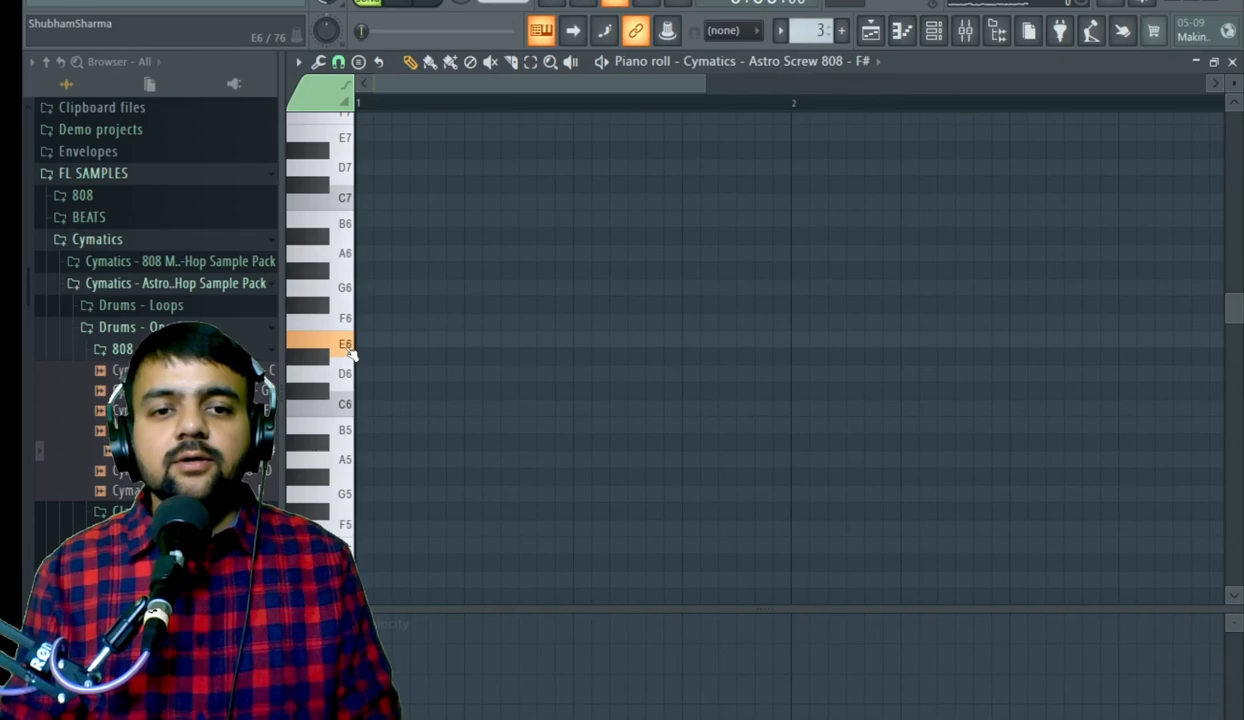 ShubhamSharma
E6 / 76
(none)
3
05-09
Makin..
Browser - All
Piano roll - Cymatics - Astro Screw 808 - F#
1
2
Clipboard files
Demo projects
Envelopes
FL SAMPLES
808
BEATS
Cymatics
Cymatics - 808 M..-Hop Sample Pack
Cymatics - Astro..Hop Sample Pack
Drums - Loops
Drums - On
808
E7
D7
C7
B6
A6
G6
F6
E6
D6
C6
B5
A5
G5
F5